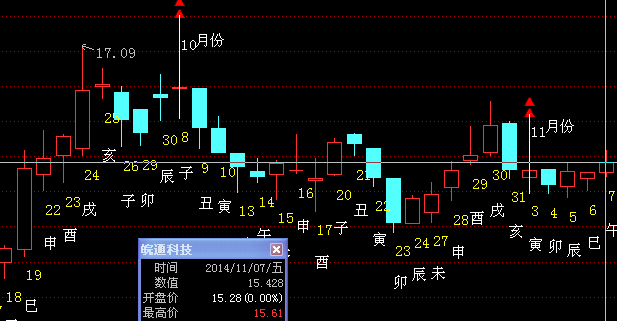 10月份
17.09
11月份
29
30
8
亥
24
26
29
辰
子
9
10
16
20
21
29
30
31
3
4
5
6
7
22
23
戌
子
卯
丑
寅
13
14
15
17
申
子
丑
22
28
酉
戌
亥
寅
卯
辰
巳
午
申
酉
酉
寅
23
24
27
申
19
卯
辰
未
18
巳
皖通科技
时间 2014/11/07/五
数值 15.428
开盘价 15.28(0.00%)
最高价 15.61